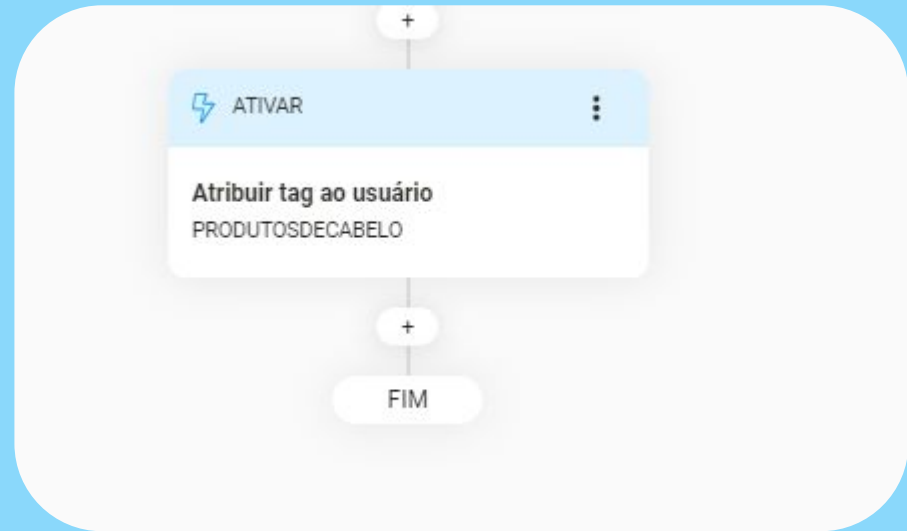 +
ATIVAR
Atribuir tag ao usuário
PRODUTOSDECABELO
+
FIM